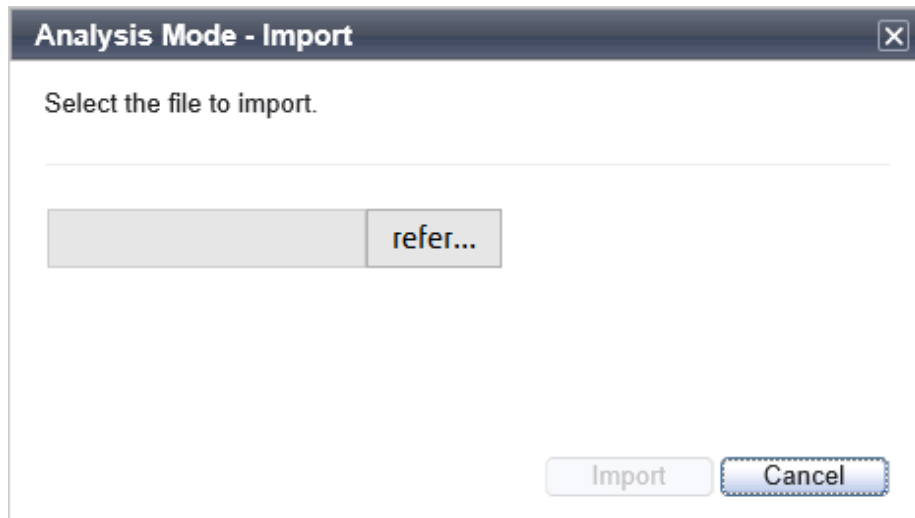 Analysis Mode - Import
Select the file to import.
refer...
Import Cancel